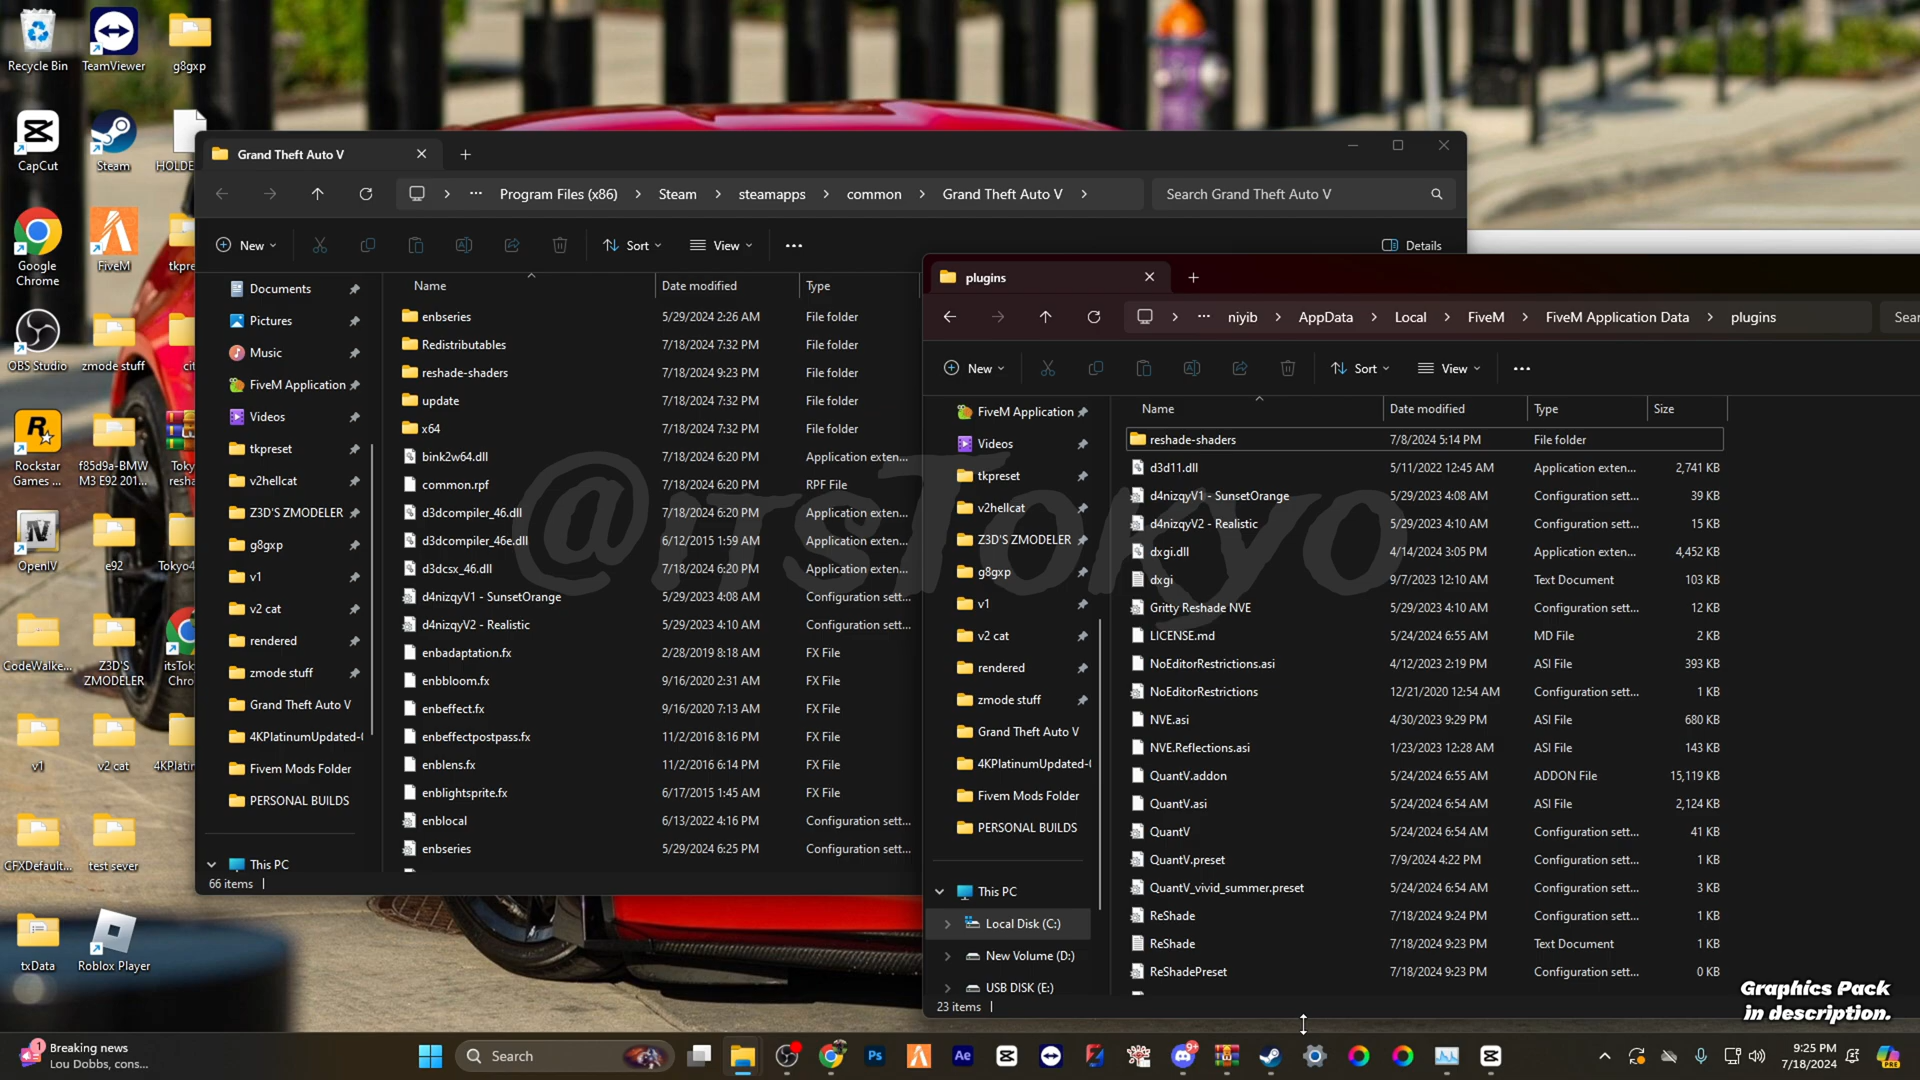 Recycle Bin
TeamViewer
g8gxp
CapCut
Steam
HOLDE
Google
Chrome
FiveM
tkpre
OBS Studio
zmode stuff
cit
Rockstar
Games ...
f85d9a-BMW
M3 E92 201...
Toky
resha
OpenIV
e92
Tokyo4
CodeWalke...
Z3D'S
ZMODELER
itsTok
Chro
v1
v2 cat
4KPlatin
CFXDefault...
test sever
txData
Roblox Player
Grand Theft Auto V
Program Files (x86)
Steam
steamapps
common
Grand Theft Auto V
Search Grand Theft Auto V
New
Sort
View
Details
Name
Date modified
Type
Documents
Pictures
Music
FiveM Application
Videos
tkpreset
v2hellcat
Z3D'S ZMODELER
g8gxp
v1
v2 cat
rendered
zmode stuff
Grand Theft Auto V
4KPlatinumUpdated-
Fivem Mods Folder
PERSONAL BUILDS
This PC
66 items
enbseries 5/29/2024 2:26 AM File folder
Redistributables 7/18/2024 7:32 PM File folder
reshade-shaders 7/18/2024 9:23 PM File folder
update 7/18/2024 7:32 PM File folder
x64 7/18/2024 7:32 PM File folder
bink2w64.dll 7/18/2024 6:20 PM Application exten...
common.rpf 7/18/2024 6:20 PM RPF File
d3dcompiler_46.dll 7/18/2024 6:20 PM Application exten...
d3dcompiler_46e.dll 6/12/2015 1:59 AM Application exten...
d3dcsx_46.dll 7/18/2024 6:20 PM Application exten...
d4nizqyV1 - SunsetOrange 5/29/2023 4:08 AM Configuration sett...
d4nizqyV2 - Realistic 5/29/2023 4:10 AM Configuration sett...
enbadaptation.fx 2/28/2019 8:18 AM FX File
enbbloom.fx 9/16/2020 2:31 AM FX File
enbeffect.fx 9/16/2020 7:13 AM FX File
enbeffectpostpass.fx 11/2/2016 8:16 PM FX File
enblens.fx 11/2/2016 6:14 PM FX File
enblightsprite.fx 6/17/2015 1:45 AM FX File
enblocal 6/13/2022 4:16 PM Configuration sett...
enbseries 5/29/2024 6:25 PM Configuration sett...
plugins
niyib
AppData
Local
FiveM
FiveM Application Data
plugins
Sear
New
Sort
View
Name
Date modified
Type
Size
FiveM Application
Videos
tkpreset
v2hellcat
Z3D'S ZMODELER
g8gxp
v1
v2 cat
rendered
zmode stuff
Grand Theft Auto V
4KPlatinumUpdated-(
Fivem Mods Folder
PERSONAL BUILDS
This PC
Local Disk (C:)
New Volume (D:)
USB DISK (E:)
23 items
reshade-shaders 7/8/2024 5:14 PM File folder
d3d11.dll 5/11/2022 12:45 AM Application exten... 2,741 KB
d4nizqyV1 - SunsetOrange 5/29/2023 4:08 AM Configuration sett... 39 KB
d4nizqyV2 - Realistic 5/29/2023 4:10 AM Configuration sett... 15 KB
dxgi.dll 4/14/2024 3:05 PM Application exten... 4,452 KB
dxgi 9/7/2023 12:10 AM Text Document 103 KB
Gritty Reshade NVE 5/29/2023 4:10 AM Configuration sett... 12 KB
LICENSE.md 5/24/2024 6:55 AM MD File 2 KB
NoEditorRestrictions.asi 4/12/2023 2:19 PM ASI File 393 KB
NoEditorRestrictions 12/21/2020 12:54 AM Configuration sett... 1 KB
NVE.asi 4/30/2023 9:29 PM ASI File 680 KB
NVE.Reflections.asi 1/23/2023 12:28 AM ASI File 143 KB
QuantV.addon 5/24/2024 6:55 AM ADDON File 15,119 KB
QuantV.asi 5/24/2024 6:54 AM ASI File 2,124 KB
QuantV 5/24/2024 6:54 AM Configuration sett... 41 KB
QuantV.preset 7/9/2024 4:22 PM Configuration sett... 1 KB
QuantV_vivid_summer.preset 5/24/2024 6:54 AM Configuration sett... 3 KB
ReShade 7/18/2024 9:24 PM Configuration sett... 1 KB
ReShade 7/18/2024 9:23 PM Text Document 1 KB
ReShadePreset 7/18/2024 9:23 PM Configuration sett... 0 KB
@itsTokyo
Graphics Pack
in description.
1
Breaking news
Lou Dobbs, cons...
Search
Ps
Ae
9+
PRE
9:25 PM
7/18/2024